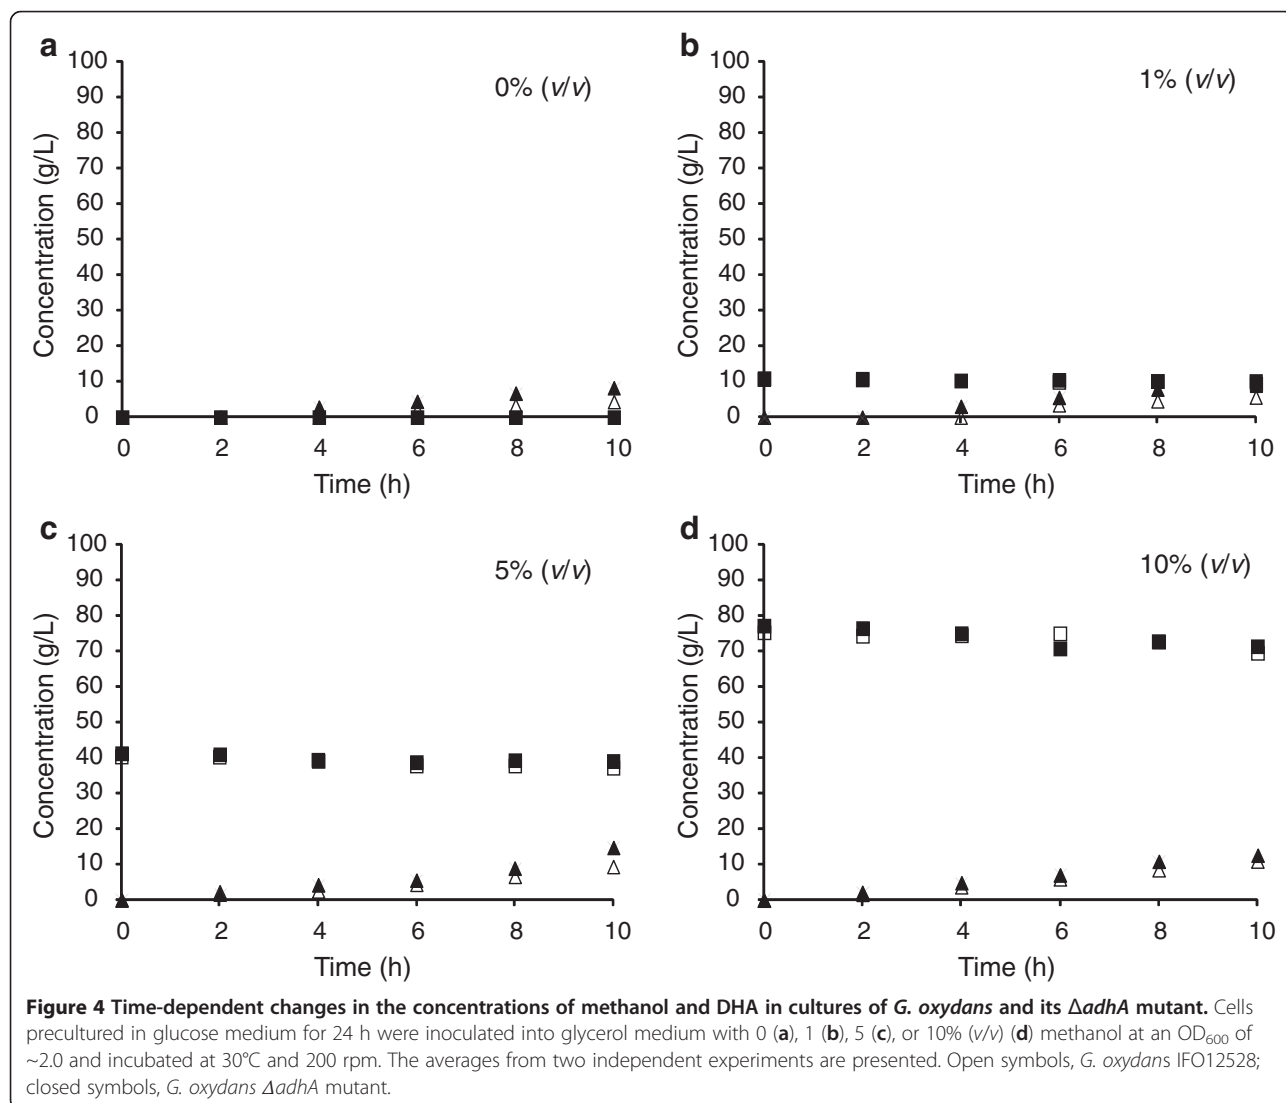 a
100
90
80
70
60
50
40
30
20
10
0
Concentration (g/L)
0% (v/v)
0 2 4 6 8 10
Time (h)
b
100
90
80
70
60
50
40
30
20
10
0
Concentration (g/L)
1% (v/v)
0 2 4 6 8 10
Time (h)
c
100
90
80
70
60
50
40
30
20
10
0
Concentration (g/L)
5% (v/v)
0 2 4 6 8 10
Time (h)
d
100
90
80
70
60
50
40
30
20
10
0
Concentration (g/L)
10% (v/v)
0 2 4 6 8 10
Time (h)
Figure 4 Time-dependent changes in the concentrations of methanol and DHA in cultures of G. oxydans and its ΔadhA mutant. Cells
precultured in glucose medium for 24 h were inoculated into glycerol medium with 0 (a), 1 (b), 5 (c), or 10% (v/v) (d) methanol at an OD600 of
~2.0 and incubated at 30°C and 200 rpm. The averages from two independent experiments are presented. Open symbols, G. oxydans IFO12528;
closed symbols, G. oxydans ΔadhA mutant.